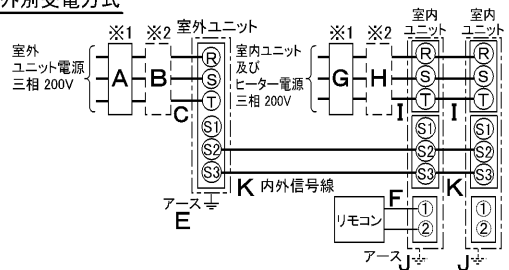 外別受電方式
※1 ※2 室外ユニット
室外
ユニット電源
三相 200V
A B C
R
S
T
S1
S2
S3
アース
E
K 内外信号線
※1 ※2
室内ユニット
及び
ヒーター電源
三相 200V
G H I
室内
ユニット
R
S
T
S1
S2
S3
①
②
リモコン
F
アース J
室内
ユニット
R
S
T
I
S1
S2
S3
K
①
②
J